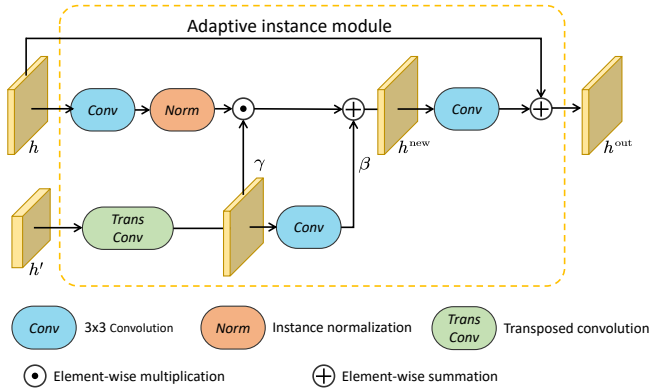 Adaptive instance module
h
Conv
Norm
γ
β
h^new
Conv
h^out
h′
Trans
Conv
Conv
Conv
3x3 Convolution
Norm
Instance normalization
Trans
Conv
Transposed convolution
Element-wise multiplication
Element-wise summation